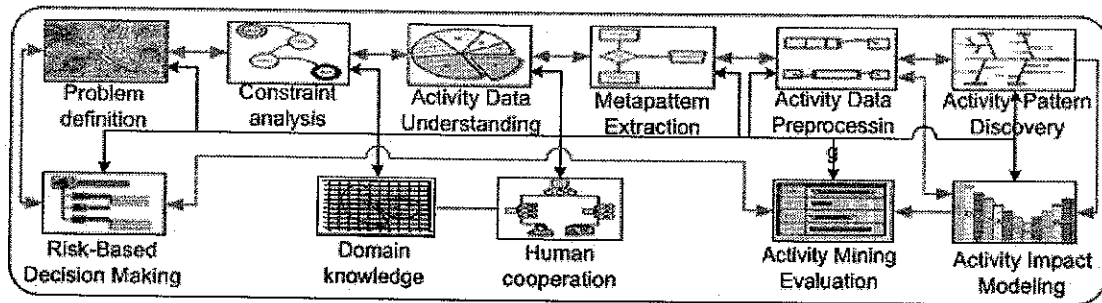 Problem
definition
Constraint
analysis
Activity Data
Understanding
Metapattern
Extraction
Activity Data
Preprocessin
g
Activity Pattern
Discovery
Risk-Based
Decision Making
Domain
knowledge
Human
cooperation
Activity Mining
Evaluation
Activity Impact
Modeling